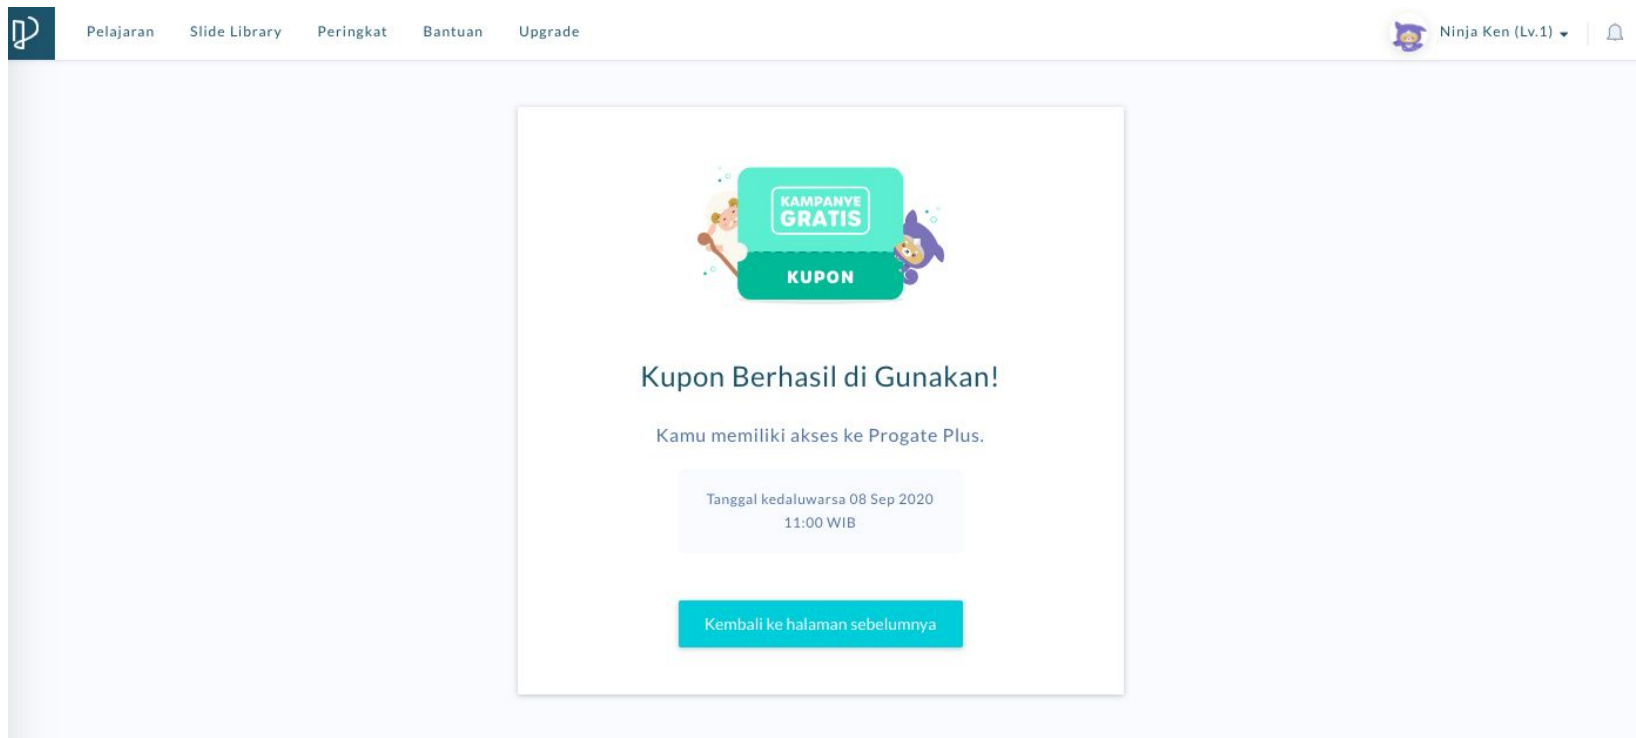 Pelajaran Slide Library Peringkat Bantuan Upgrade Ninja Ken (Lv.1)
KAMPANYE
GRATIS
KUPON
Kupon Berhasil di Gunakan!
Kamu memiliki akses ke Progate Plus.
Tanggal kedaluwarsa 08 Sep 2020
11:00 WIB
Kembali ke halaman sebelumnya